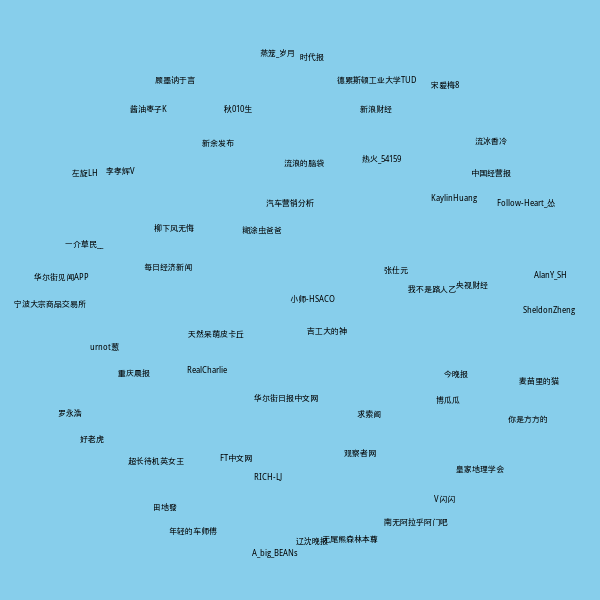 蒸笼_岁月
时代报
顾墨讷于言
德累斯顿工业大学TUD
宋爱梅8
酱油枣子K
秋010生
新浪财经
新余发布
流冰香冷
流浪的脑袋
热火_54159
左旋LH
李孝辉V
中国经营报
汽车营销分析
KaylinHuang
Follow-Heart_怂
柳下风无悔
糊涂虫爸爸
一介草民__
每日经济新闻
张仕元
华尔街见闻APP
AlanY_SH
我不是路人乙
央视财经
小师-HSACO
宁波大宗商品交易所
SheldonZheng
天然呆萌皮卡丘
吉工大的神
urnot葱
重庆晨报
RealCharlie
今晚报
麦苗里的猫
华尔街日报中文网
博瓜瓜
罗永浩
求索阁
你是方方的
好老虎
超长待机英女王
FT中文网
观察者网
皇家地理学会
RICH-LJ
V闪闪
田地發
南无阿拉乎阿门吧
年轻的车师傅
辽沈晚报
无尾熊森林本尊
A_big_BEANs